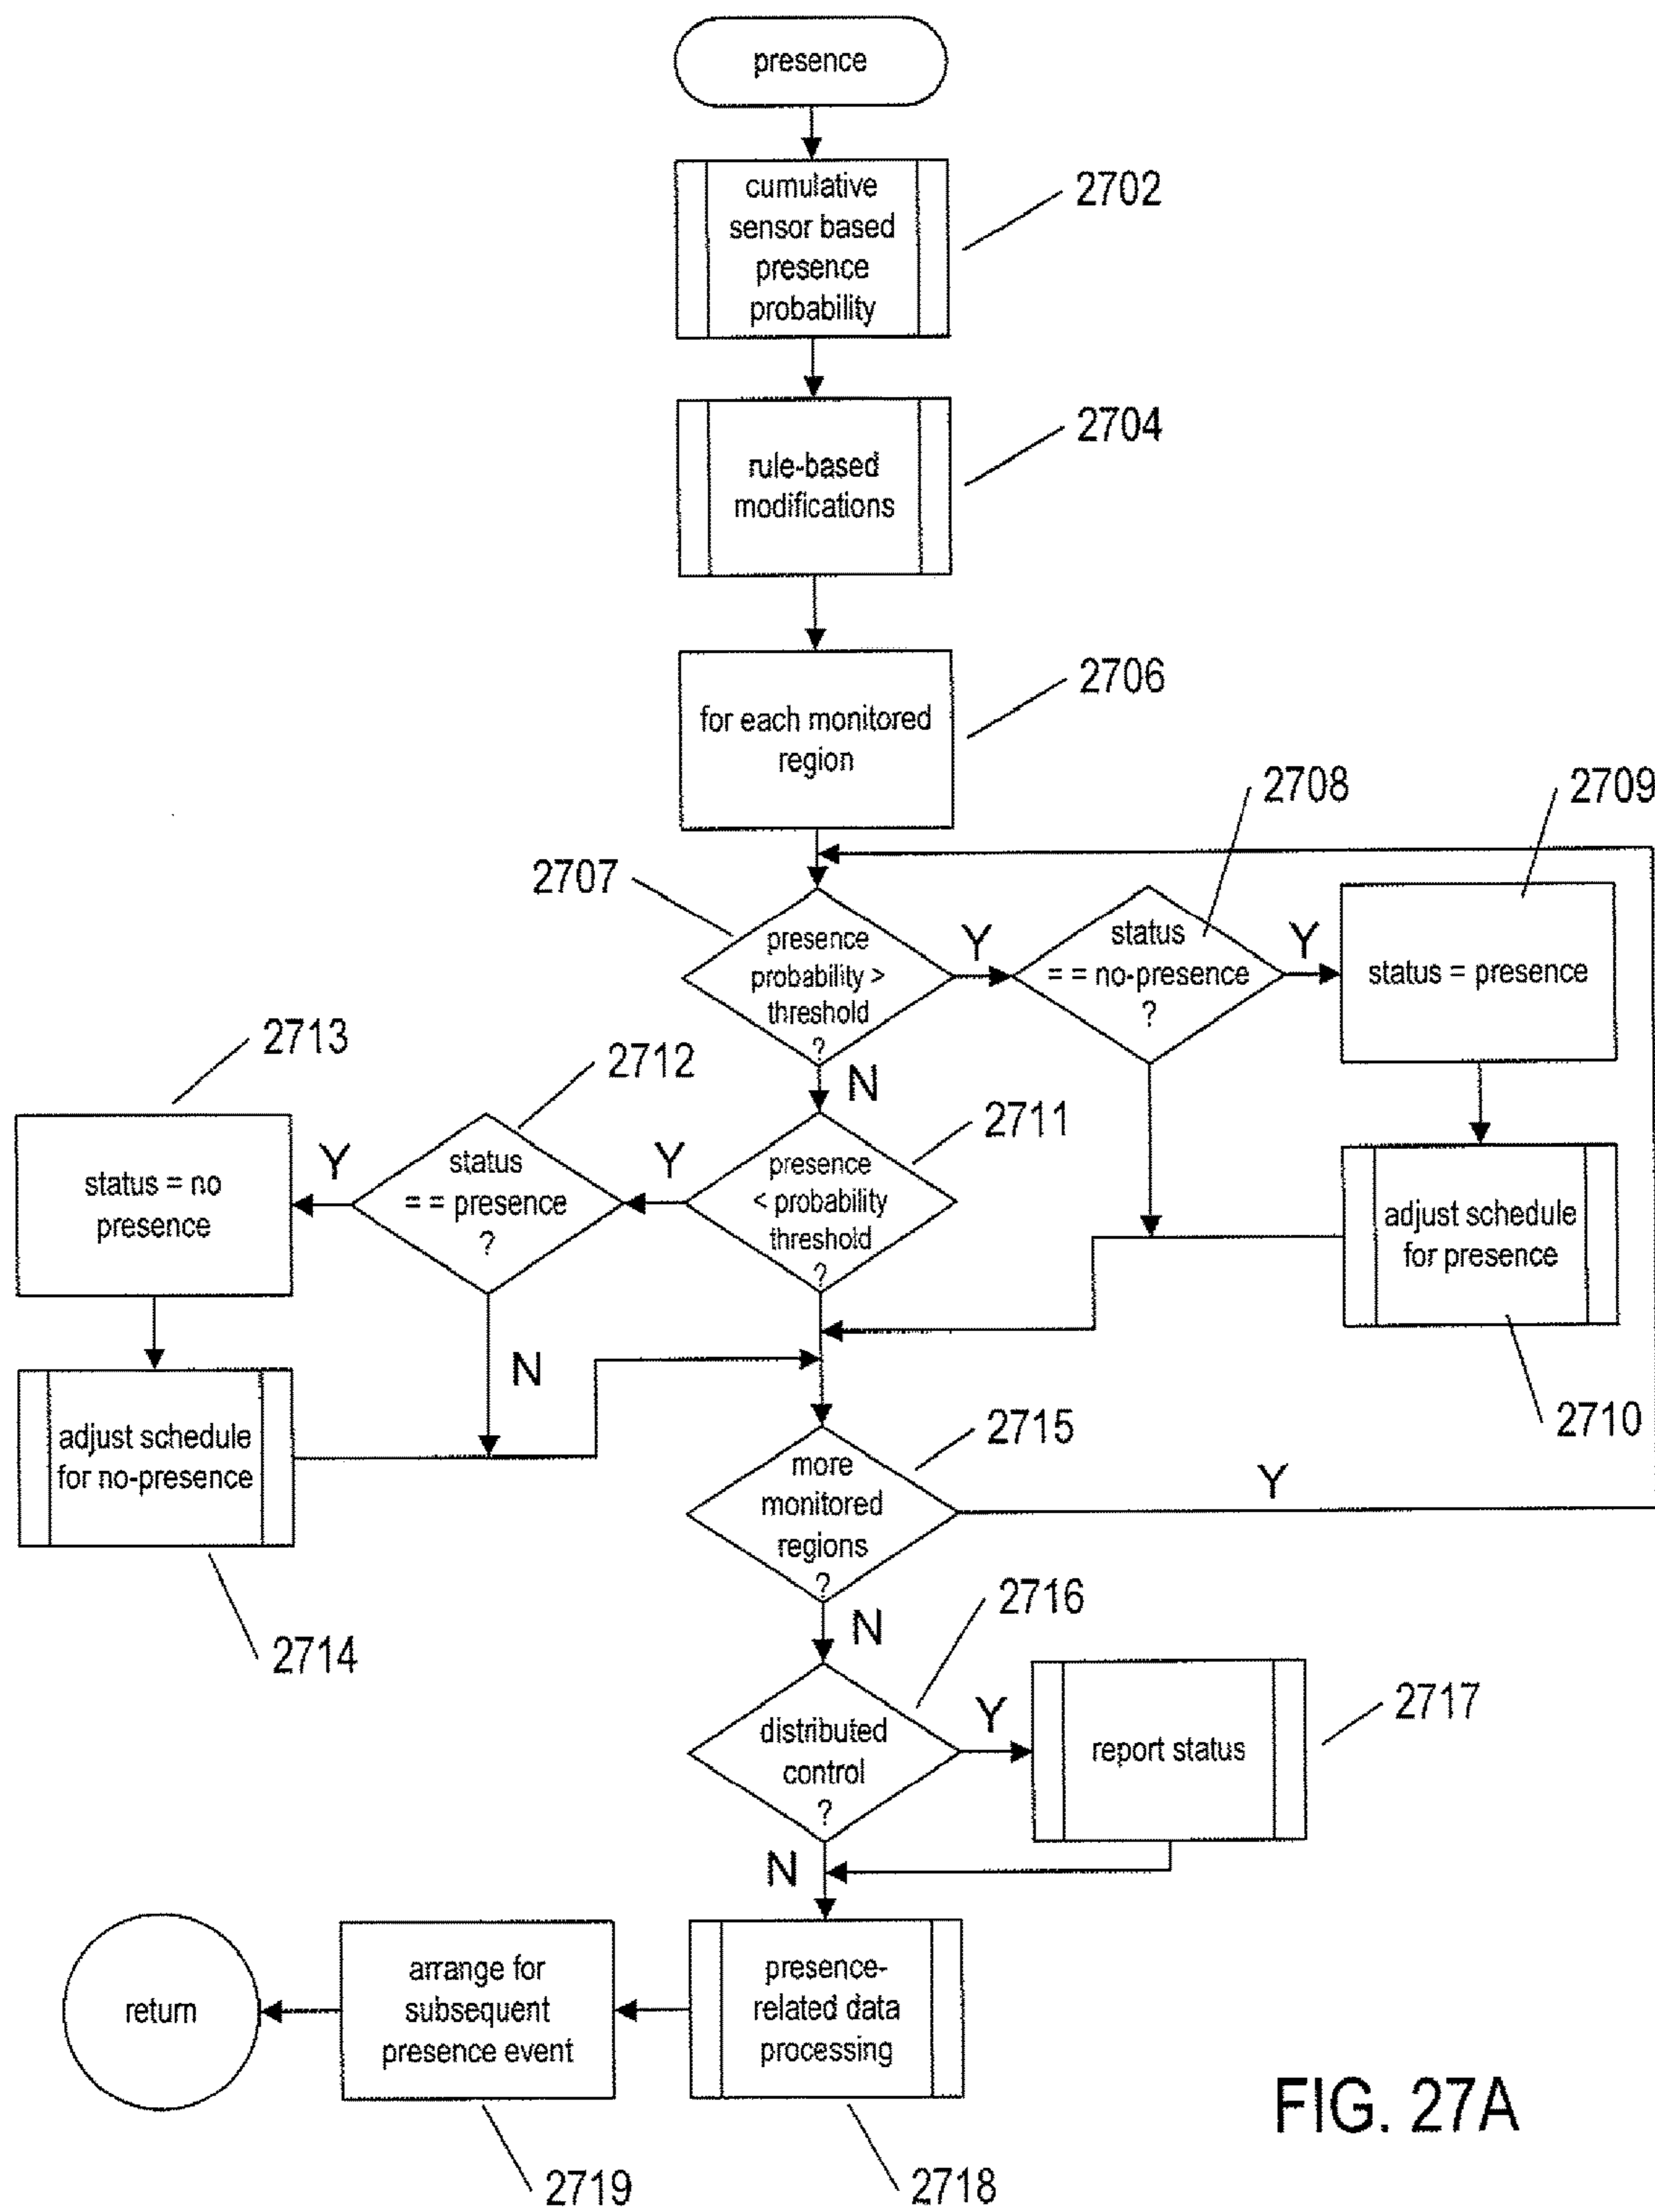 presence
cumulative
sensor based
presence
probability
2702
rule-based
modifications
2704
for each monitored
region
2706
2708
2709
2707
presence
probability >
threshold
?
Y
status
= = no-presence
?
Y
status = presence
N
2713
2712
2711
status = no
presence
Y
status
= = presence
?
Y
presence
< probability
threshold
?
adjust schedule
for presence
2710
N
adjust schedule
for no-presence
2714
2715
more
monitored
regions
?
Y
N
2716
distributed
control
?
Y
report status
2717
N
return
arrange for
subsequent
presence event
presence-
related data
processing
2719
2718
FIG. 27A